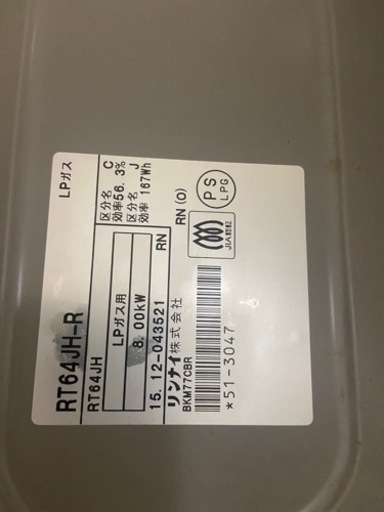 LPガス
RT64JH-R
RT64JH
LPガス用
8.00kW
区分名 C
効率56.3%
区分名 J
効率 167Wh
15.12-043521 RN
リンナイ株式会社
BKM77CBR
RN(O)
PS
LPG
JIA認証
*51-3047